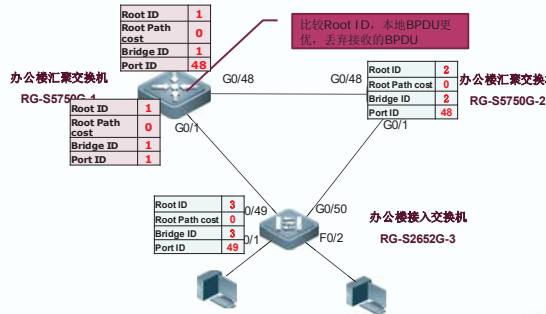 Root ID 1
Root Path cost 0
Bridge ID 1
Port ID 48
比较Root ID，本地BPDU更
优，丢弃接收的BPDU
办公楼汇聚交换机
RG-S5750G-1
G0/48
G0/48
Root ID 2
Root Path cost 0
Bridge ID 2
Port ID 48
办公楼汇聚交换
RG-S5750G-2
Root ID 1
Root Path cost 0
Bridge ID 1
Port ID 1
G0/1
G0/1
Root ID 3
Root Path cost 0
Bridge ID 3
Port ID 49
0/49
G0/50
0/1
F0/2
办公楼接入交换机
RG-S2652G-3